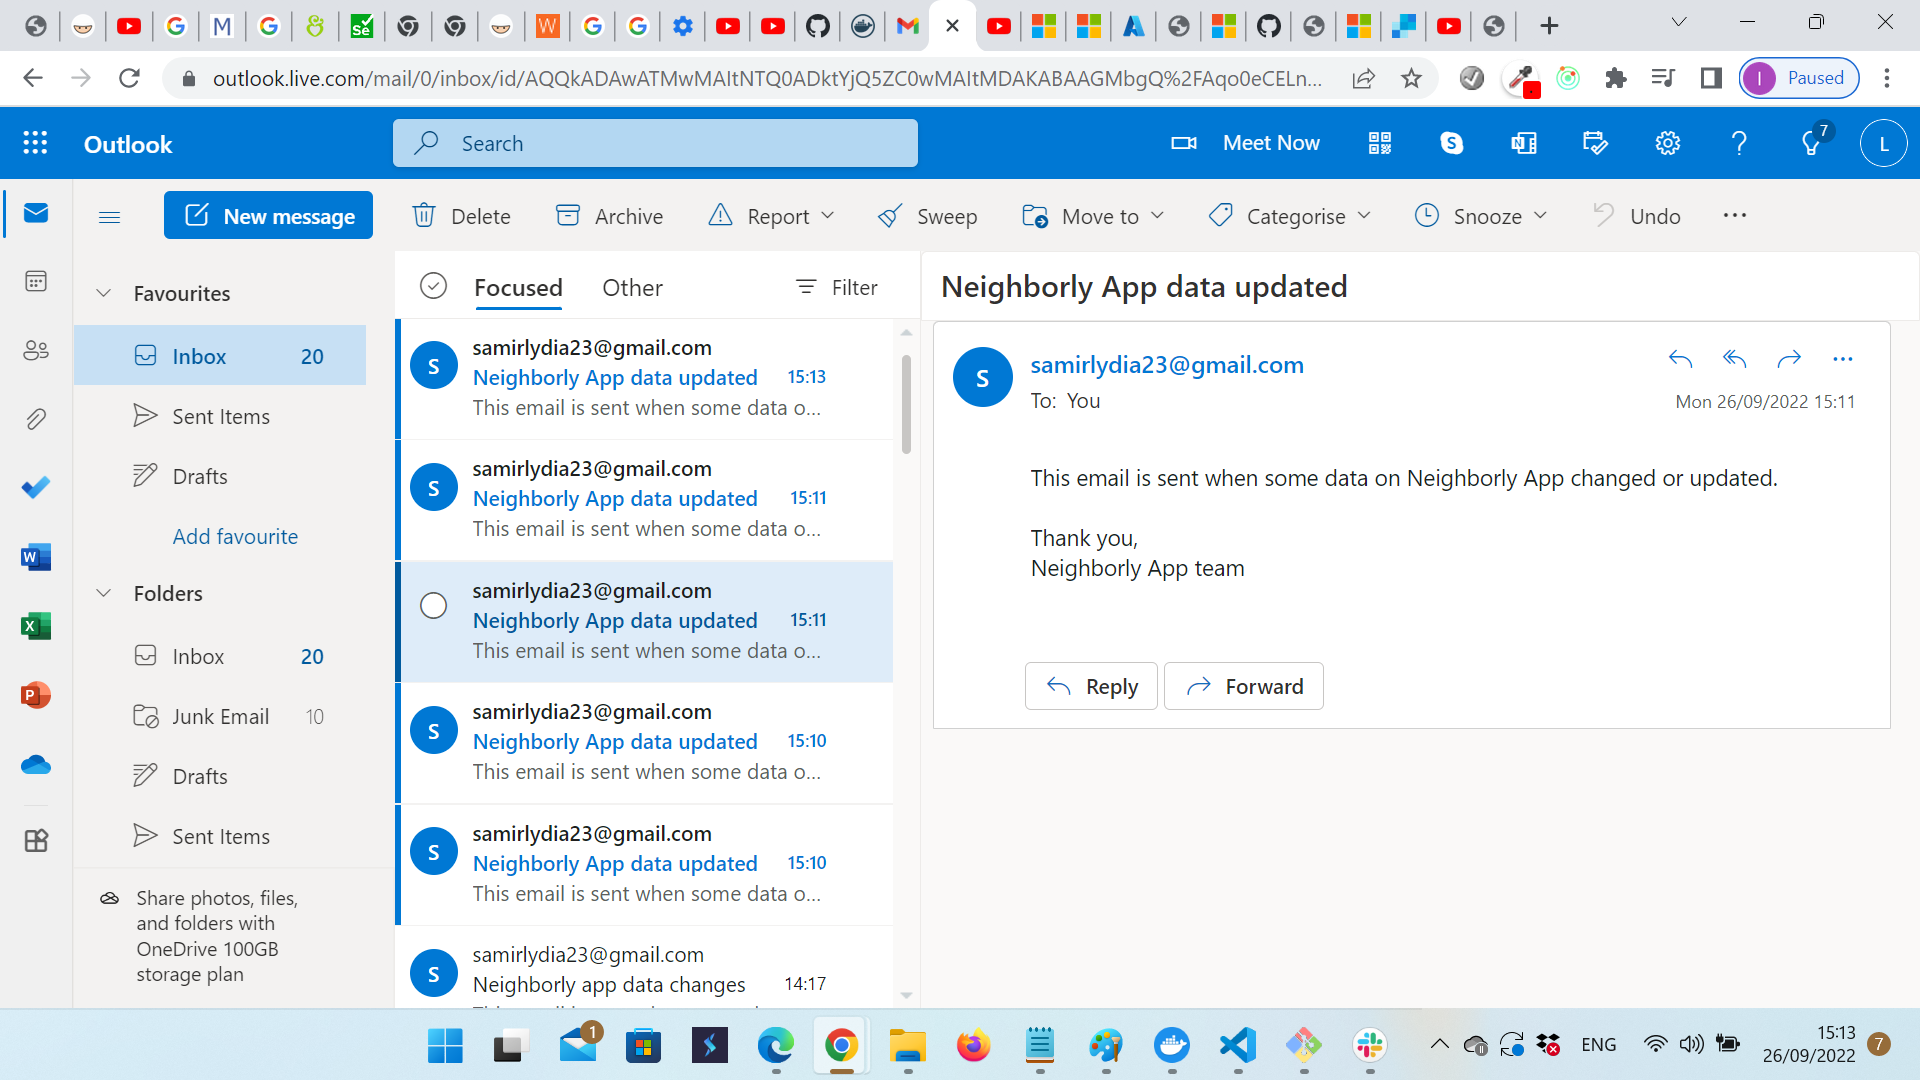 outlook.live.com/mail/0/inbox/id/AQQkADAwATMwMAItNTQ0ADktYjQ5ZC0wMAItMDAKABAAGMbgQ%2FAqo0eCELn...
Paused
Outlook
Search
Meet Now
7
L
New message
Delete
Archive
Report
Sweep
Move to
Categorise
Snooze
Undo
Favourites
Inbox 20
Sent Items
Drafts
Add favourite
Folders
Inbox 20
Junk Email 10
Drafts
Sent Items
Share photos, files,
and folders with
OneDrive 100GB
storage plan
Focused
Other
Filter
S
samirlydia23@gmail.com
Neighborly App data updated 15:13
This email is sent when some data o...
S
samirlydia23@gmail.com
Neighborly App data updated 15:11
This email is sent when some data o...
samirlydia23@gmail.com
Neighborly App data updated 15:11
This email is sent when some data o...
S
samirlydia23@gmail.com
Neighborly App data updated 15:10
This email is sent when some data o...
S
samirlydia23@gmail.com
Neighborly App data updated 15:10
This email is sent when some data o...
S
samirlydia23@gmail.com
Neighborly app data changes 14:17
Neighborly App data updated
S
samirlydia23@gmail.com
To: You
Mon 26/09/2022 15:11
This email is sent when some data on Neighborly App changed or updated.
Thank you,
Neighborly App team
Reply
Forward
1
ENG
15:13
26/09/2022
7